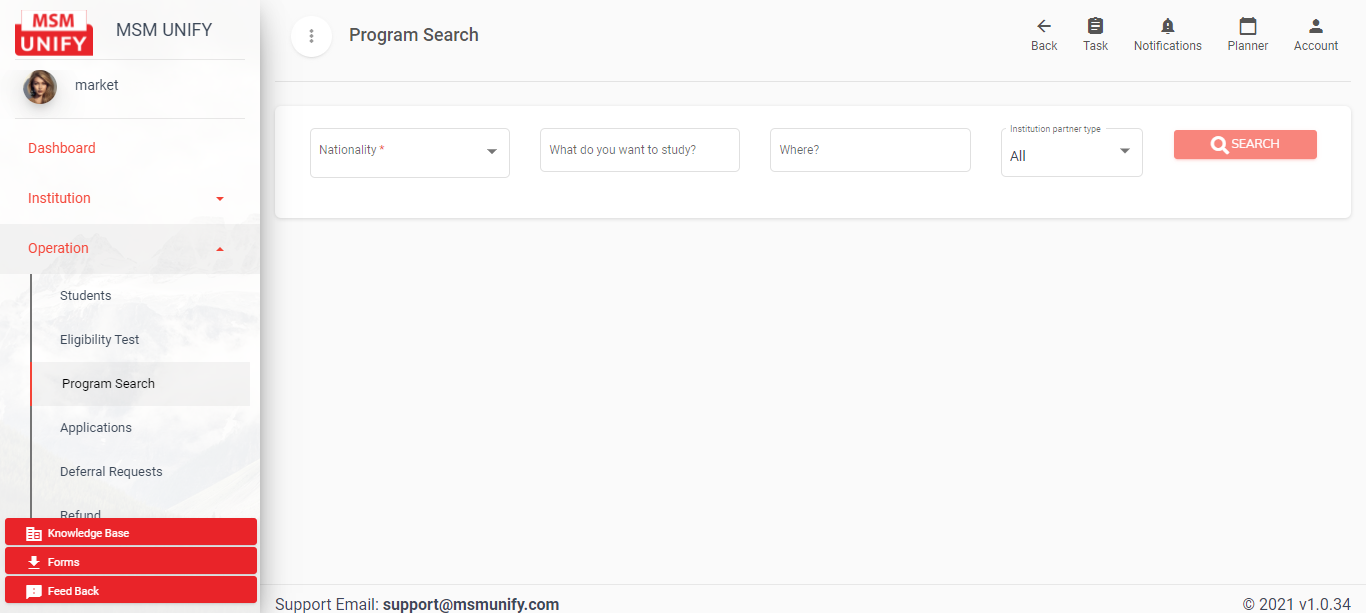 MSM
UNIFY
MSM UNIFY
market
Dashboard
Institution
Operation
Students
Eligibility Test
Program Search
Applications
Deferral Requests
Refund
Knowledge Base
Forms
Feed Back
Program Search
Back
Task
Notifications
Planner
Account
Nationality *
What do you want to study?
Where?
Institution partner type
All
SEARCH
Support Email: support@msmunify.com
© 2021 v1.0.34